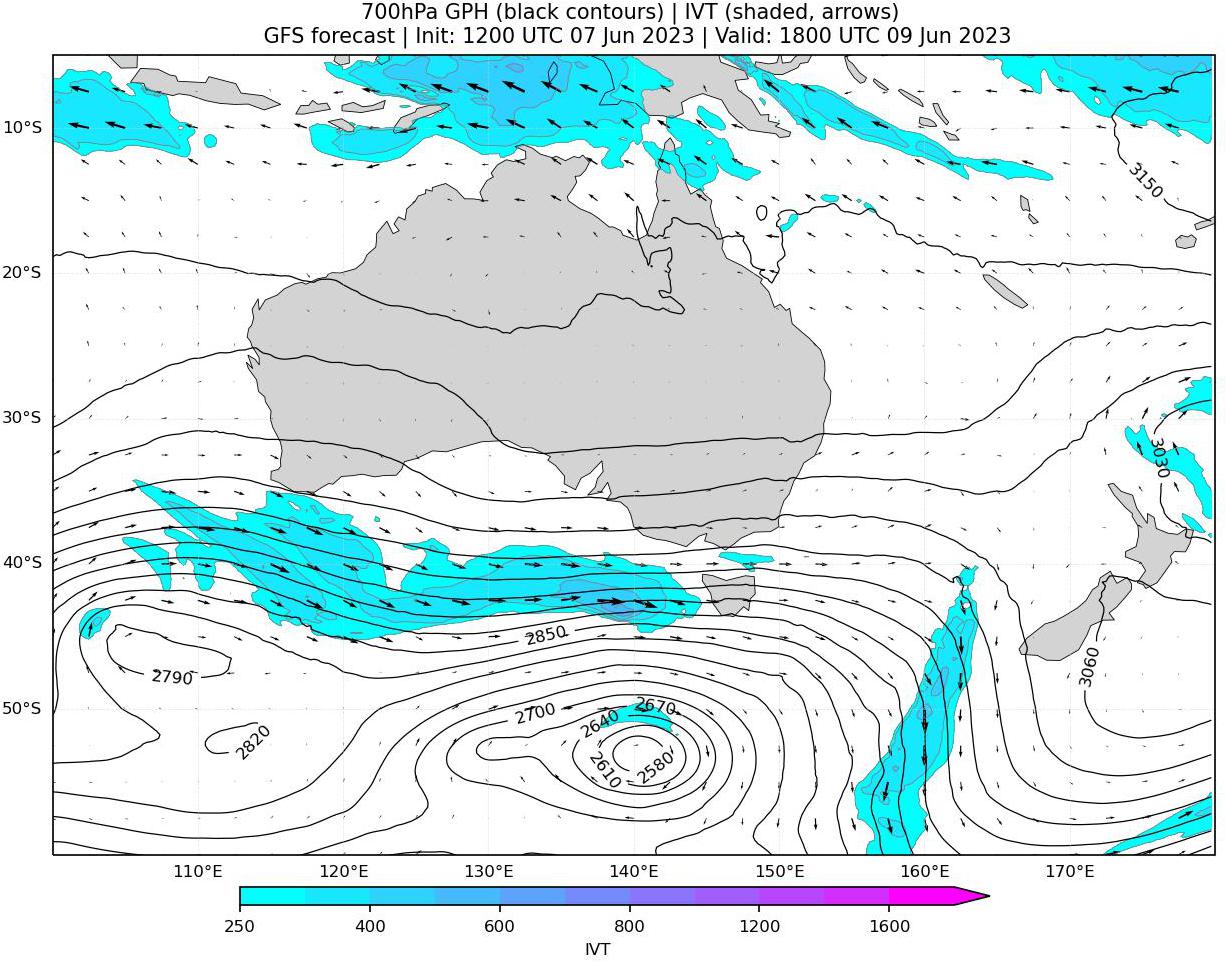 700hPa GPH (black contours) | IVT (shaded, arrows)
GFS forecast | Init: 1200 UTC 07 Jun 2023 | Valid: 1800 UTC 09 Jun 2023
10°S
3150
20°S
30°S
3030
40°S
2850
3060
2790
50°S
2700
2670
2640
2820
2610
2580
110°E 120°E 130°E 140°E 150°E 160°E 170°E
250 400 600 800 1200 1600
IVT